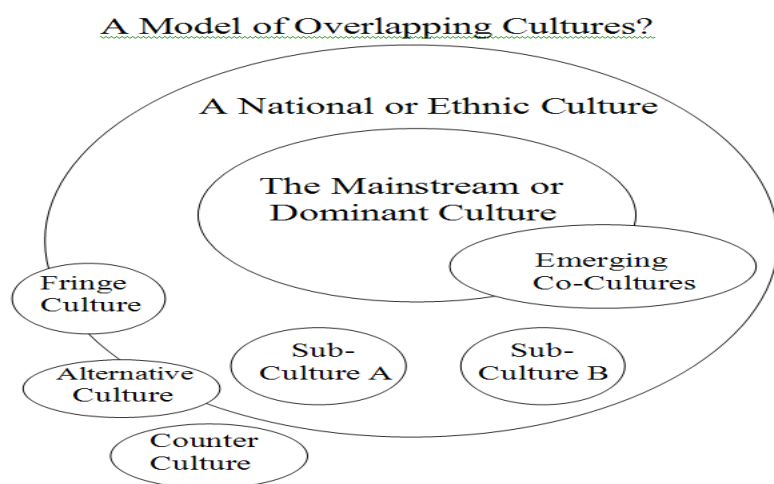 A Model of Overlapping Cultures?
A National or Ethnic Culture
The Mainstream or
Dominant Culture
Emerging
Co-Cultures
Fringe
Culture
Sub-
Culture A
Sub-
Culture B
Alternative
Culture
Counter
Culture